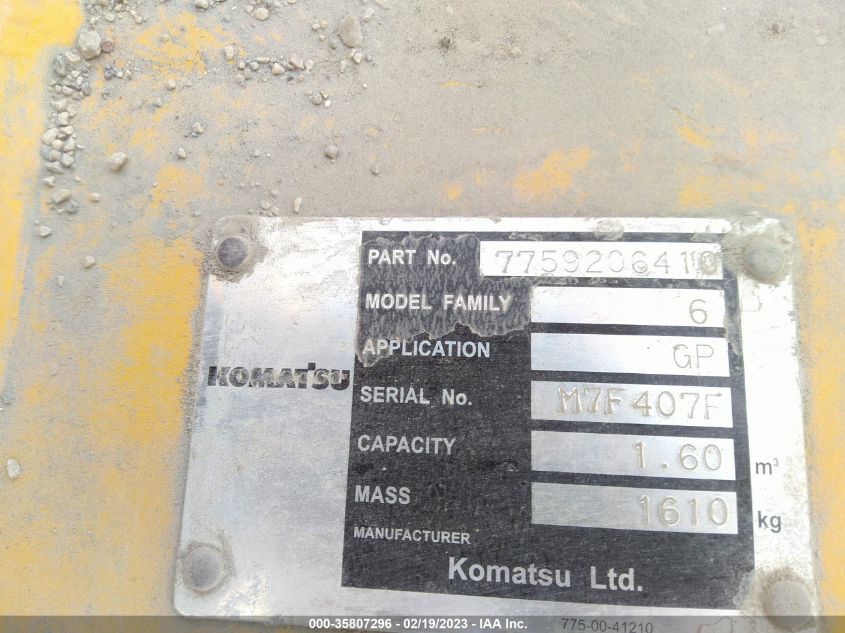 PART No. 77592064110
MODEL FAMILY 6
APPLICATION GP
KOMATSU
SERIAL No. M7F407F
CAPACITY 1.60 m³
MASS 1610 kg
MANUFACTURER
Komatsu Ltd.
775-00-41210
000-35807296 - 02/19/2023 - IAA Inc.